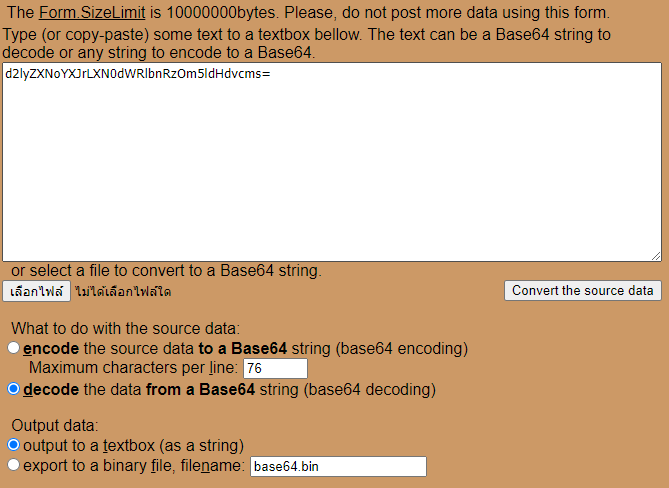 The Form.SizeLimit is 10000000bytes. Please, do not post more data using this form.
Type (or copy-paste) some text to a textbox bellow. The text can be a Base64 string to
decode or any string to encode to a Base64.
d2lyZXNoYXJrLXN0dWRlbnRzOm5ldHdvcms=
or select a file to convert to a Base64 string.
เลือกไฟล์ ไม่ได้เลือกไฟล์ใด Convert the source data
What to do with the source data:
encode the source data to a Base64 string (base64 encoding)
Maximum characters per line: 76
decode the data from a Base64 string (base64 decoding)
Output data:
output to a textbox (as a string)
export to a binary file, filename: base64.bin